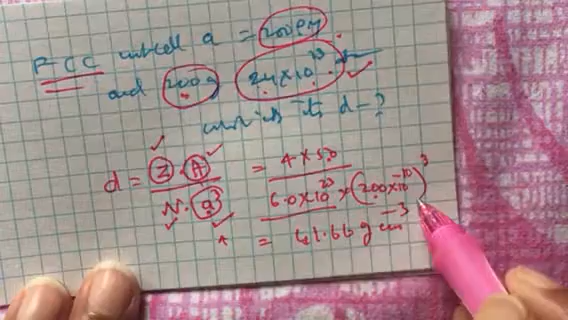 FCC unit cell a = 200 pm
and 200g 24×10²³
what is its d - ?
d = Z·A / N·a³ = 4×50 / 6.0×10²³ × (200×10⁻¹⁰)³
= 41.66 g cm⁻³